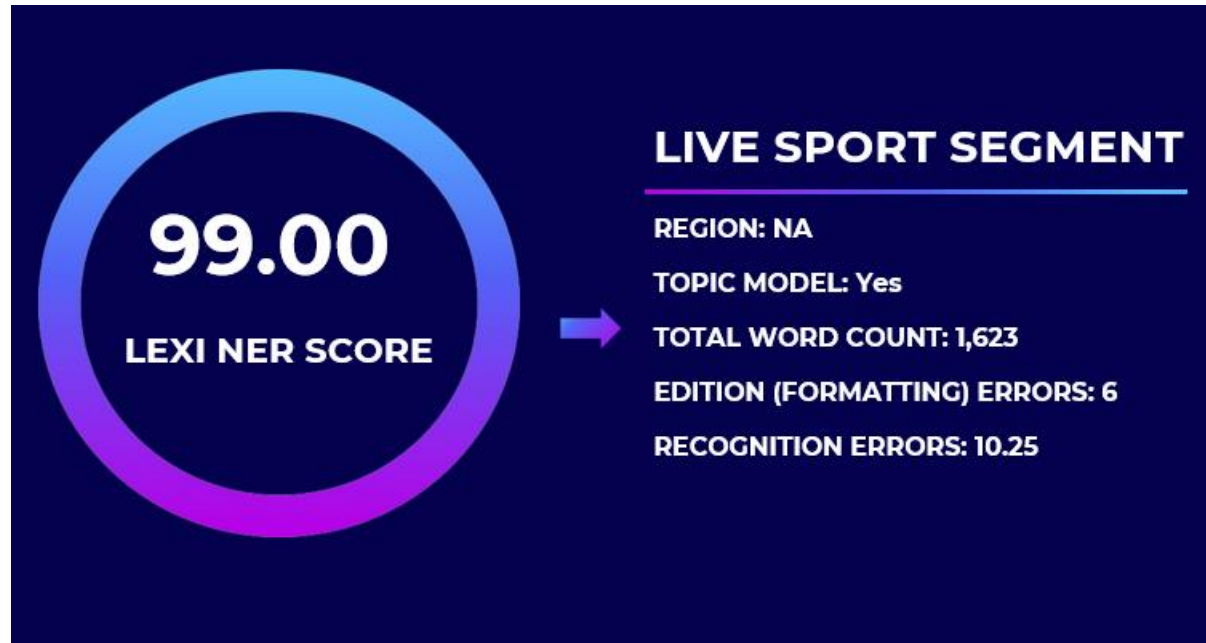 99.00
LEXI NER SCORE
LIVE SPORT SEGMENT
REGION: NA
TOPIC MODEL: Yes
TOTAL WORD COUNT: 1,623
EDITION (FORMATTING) ERRORS: 6
RECOGNITION ERRORS: 10.25